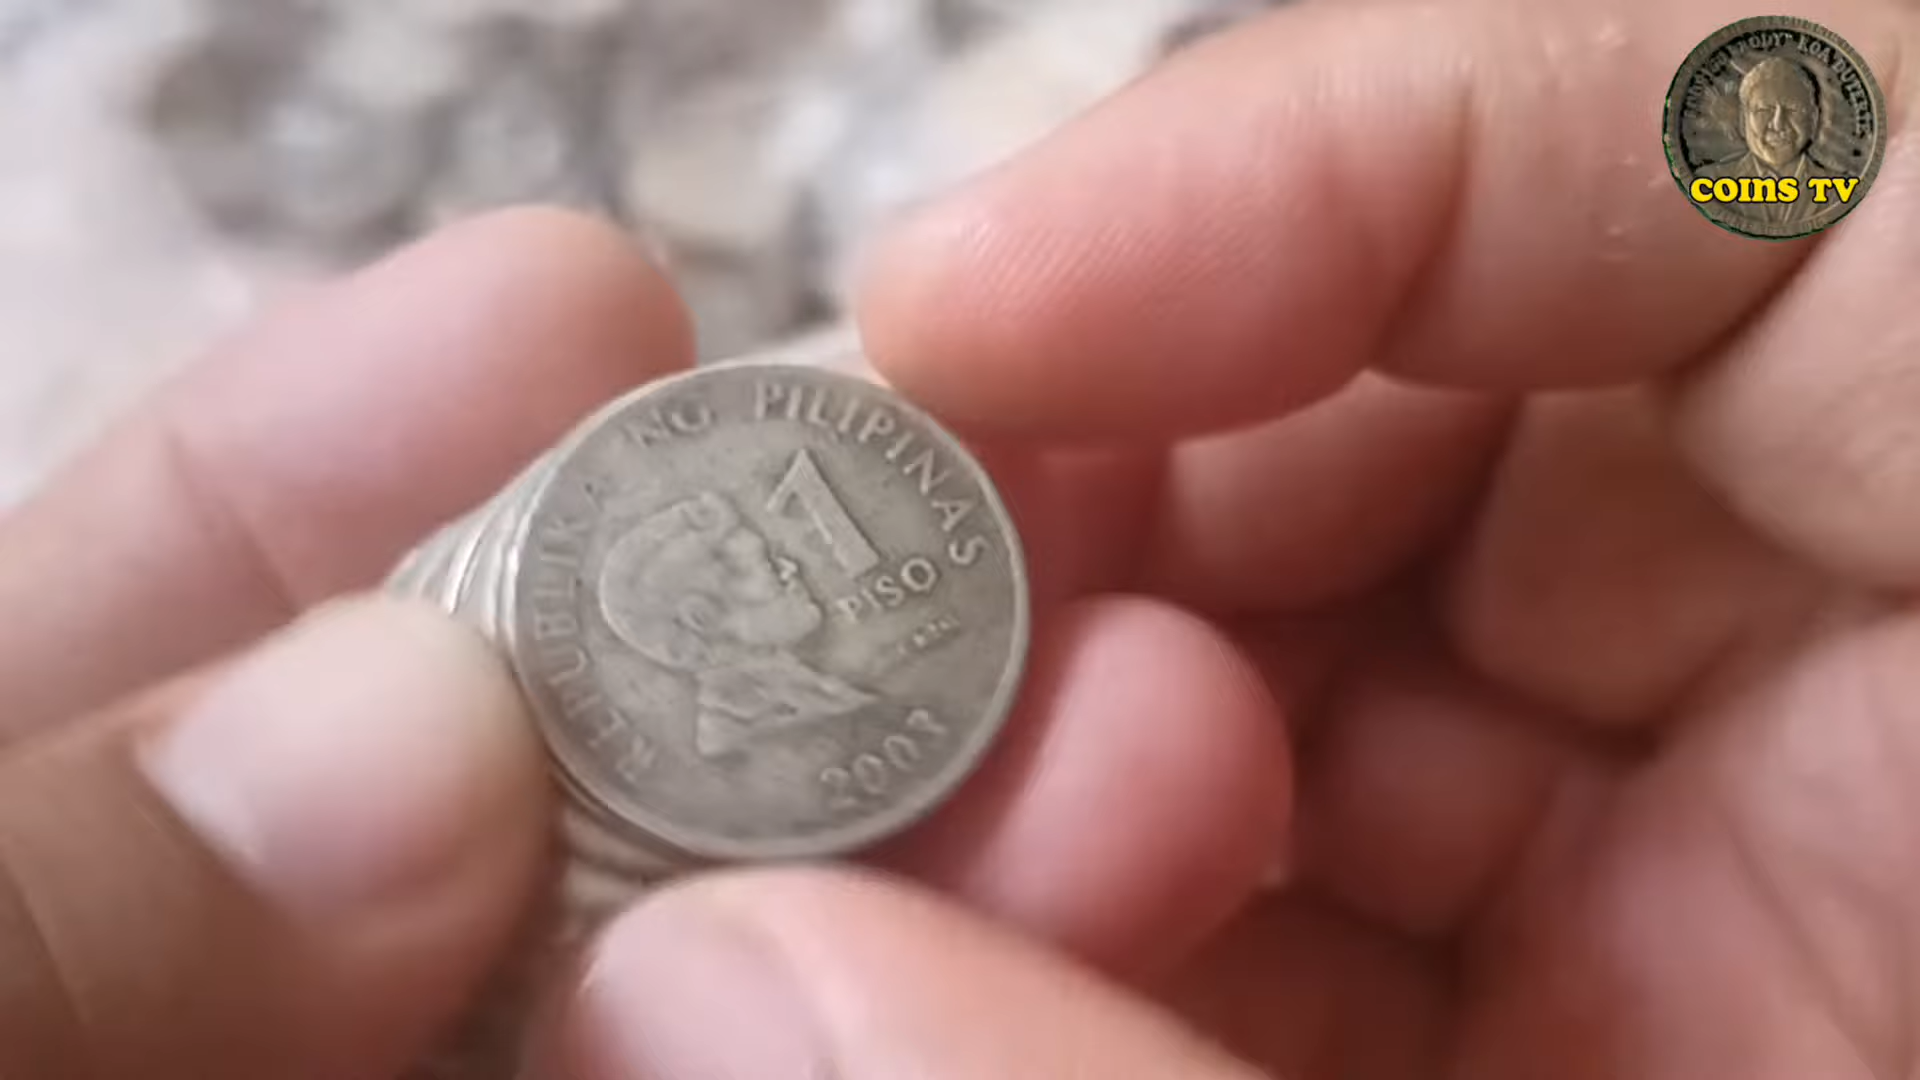 REPUBLIKA NG PILIPINAS
1
PISO
2003
COINS TV